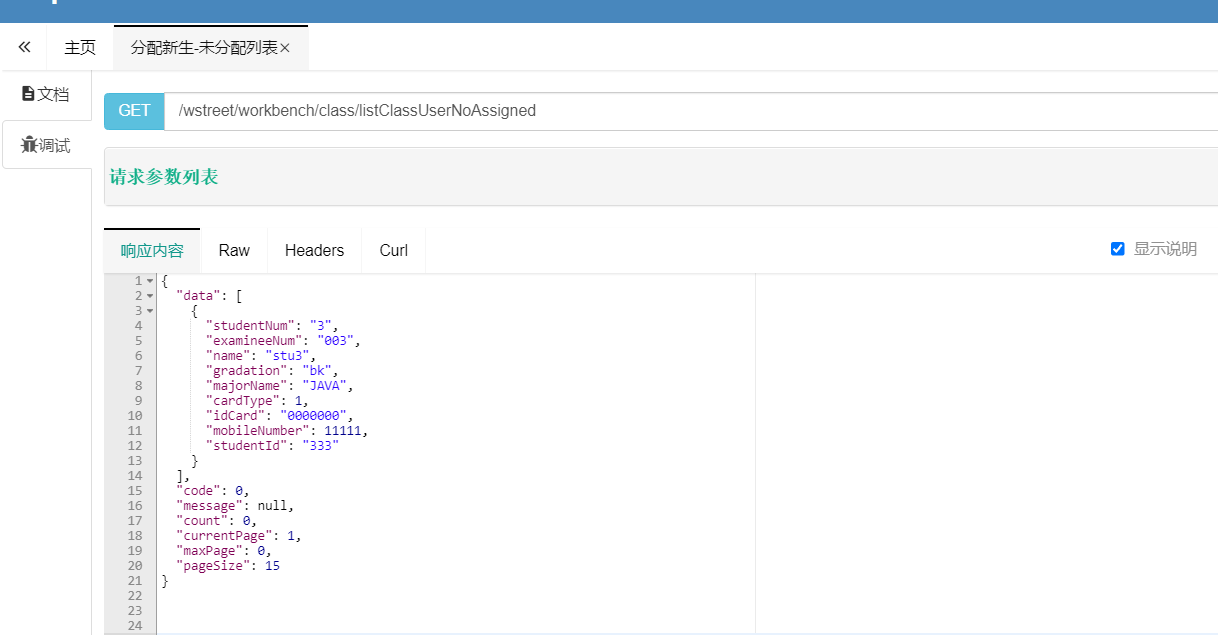 主页
分配新生-未分配列表×
文档
调试
GET /wstreet/workbench/class/listClassUserNoAssigned
请求参数列表
响应内容 Raw Headers Curl 显示说明
1 {
2 "data": [
3 {
4 "studentNum": "3",
5 "examineeNum": "003",
6 "name": "stu3",
7 "gradation": "bk",
8 "majorName": "JAVA",
9 "cardType": 1,
10 "idCard": "0000000",
11 "mobileNumber": 11111,
12 "studentId": "333"
13 }
14 ],
15 "code": 0,
16 "message": null,
17 "count": 0,
18 "currentPage": 1,
19 "maxPage": 0,
20 "pageSize": 15
21 }
22
23
24